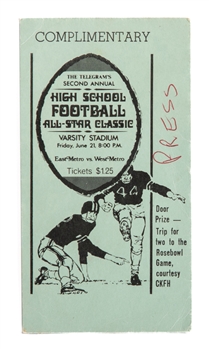 COMPLIMENTARY
THE TELEGRAM'S
SECOND ANNUAL
HIGH SCHOOL
FOOTBALL
ALL-STAR CLASSIC
VARSITY STADIUM
Friday, June 21, 8:00 P.M.
East Metro vs. West Metro
Tickets $1.25
PRESS
44
Door
Prize —
Trip for
two to the
Rosebowl
Game,
courtesy
CKFH